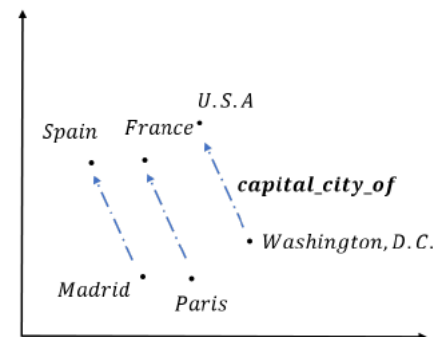 U.S.A
Spain
France
capital_city_of
Washington, D.C.
Madrid
Paris